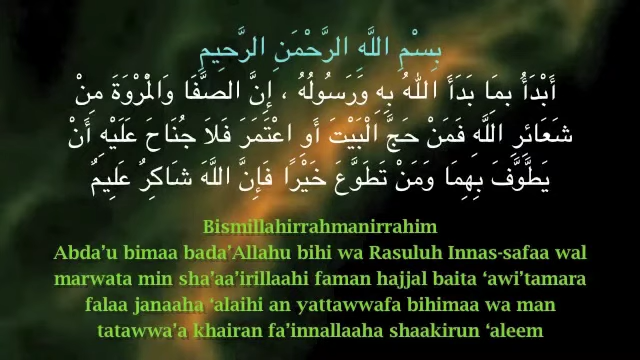 بِسْمِ اللَّهِ الرَّحْمَنِ الرَّحِيمِ
أَبْدَأُ بِمَا بَدَأَ اللّٰهُ بِهِ وَرَسُولُهُ ، إِنَّ الصَّفَا وَالْمَرْوَةَ مِنْ
شَعَائِرِ اللَّهِ فَمَنْ حَجَّ الْبَيْتَ أَوِ اعْتَمَرَ فَلاَ جُنَاحَ عَلَيْهِ أَنْ
يَطَّوَّفَ بِهِمَا وَمَنْ تَطَوَّعَ خَيْرًا فَإِنَّ اللَّهَ شَاكِرٌ عَلِيمٌ
Bismillahirrahmanirrahim
Abda’u bimaa bada’Allahu bihi wa Rasuluh Innas-safaa wal
marwata min sha’aa’irillaahi faman hajjal baita ‘awi’tamara
falaa janaaha ‘alaihi an yattawwafa bihimaa wa man
tatawwa’a khairan fa’innallaaha shaakirun ‘aleem